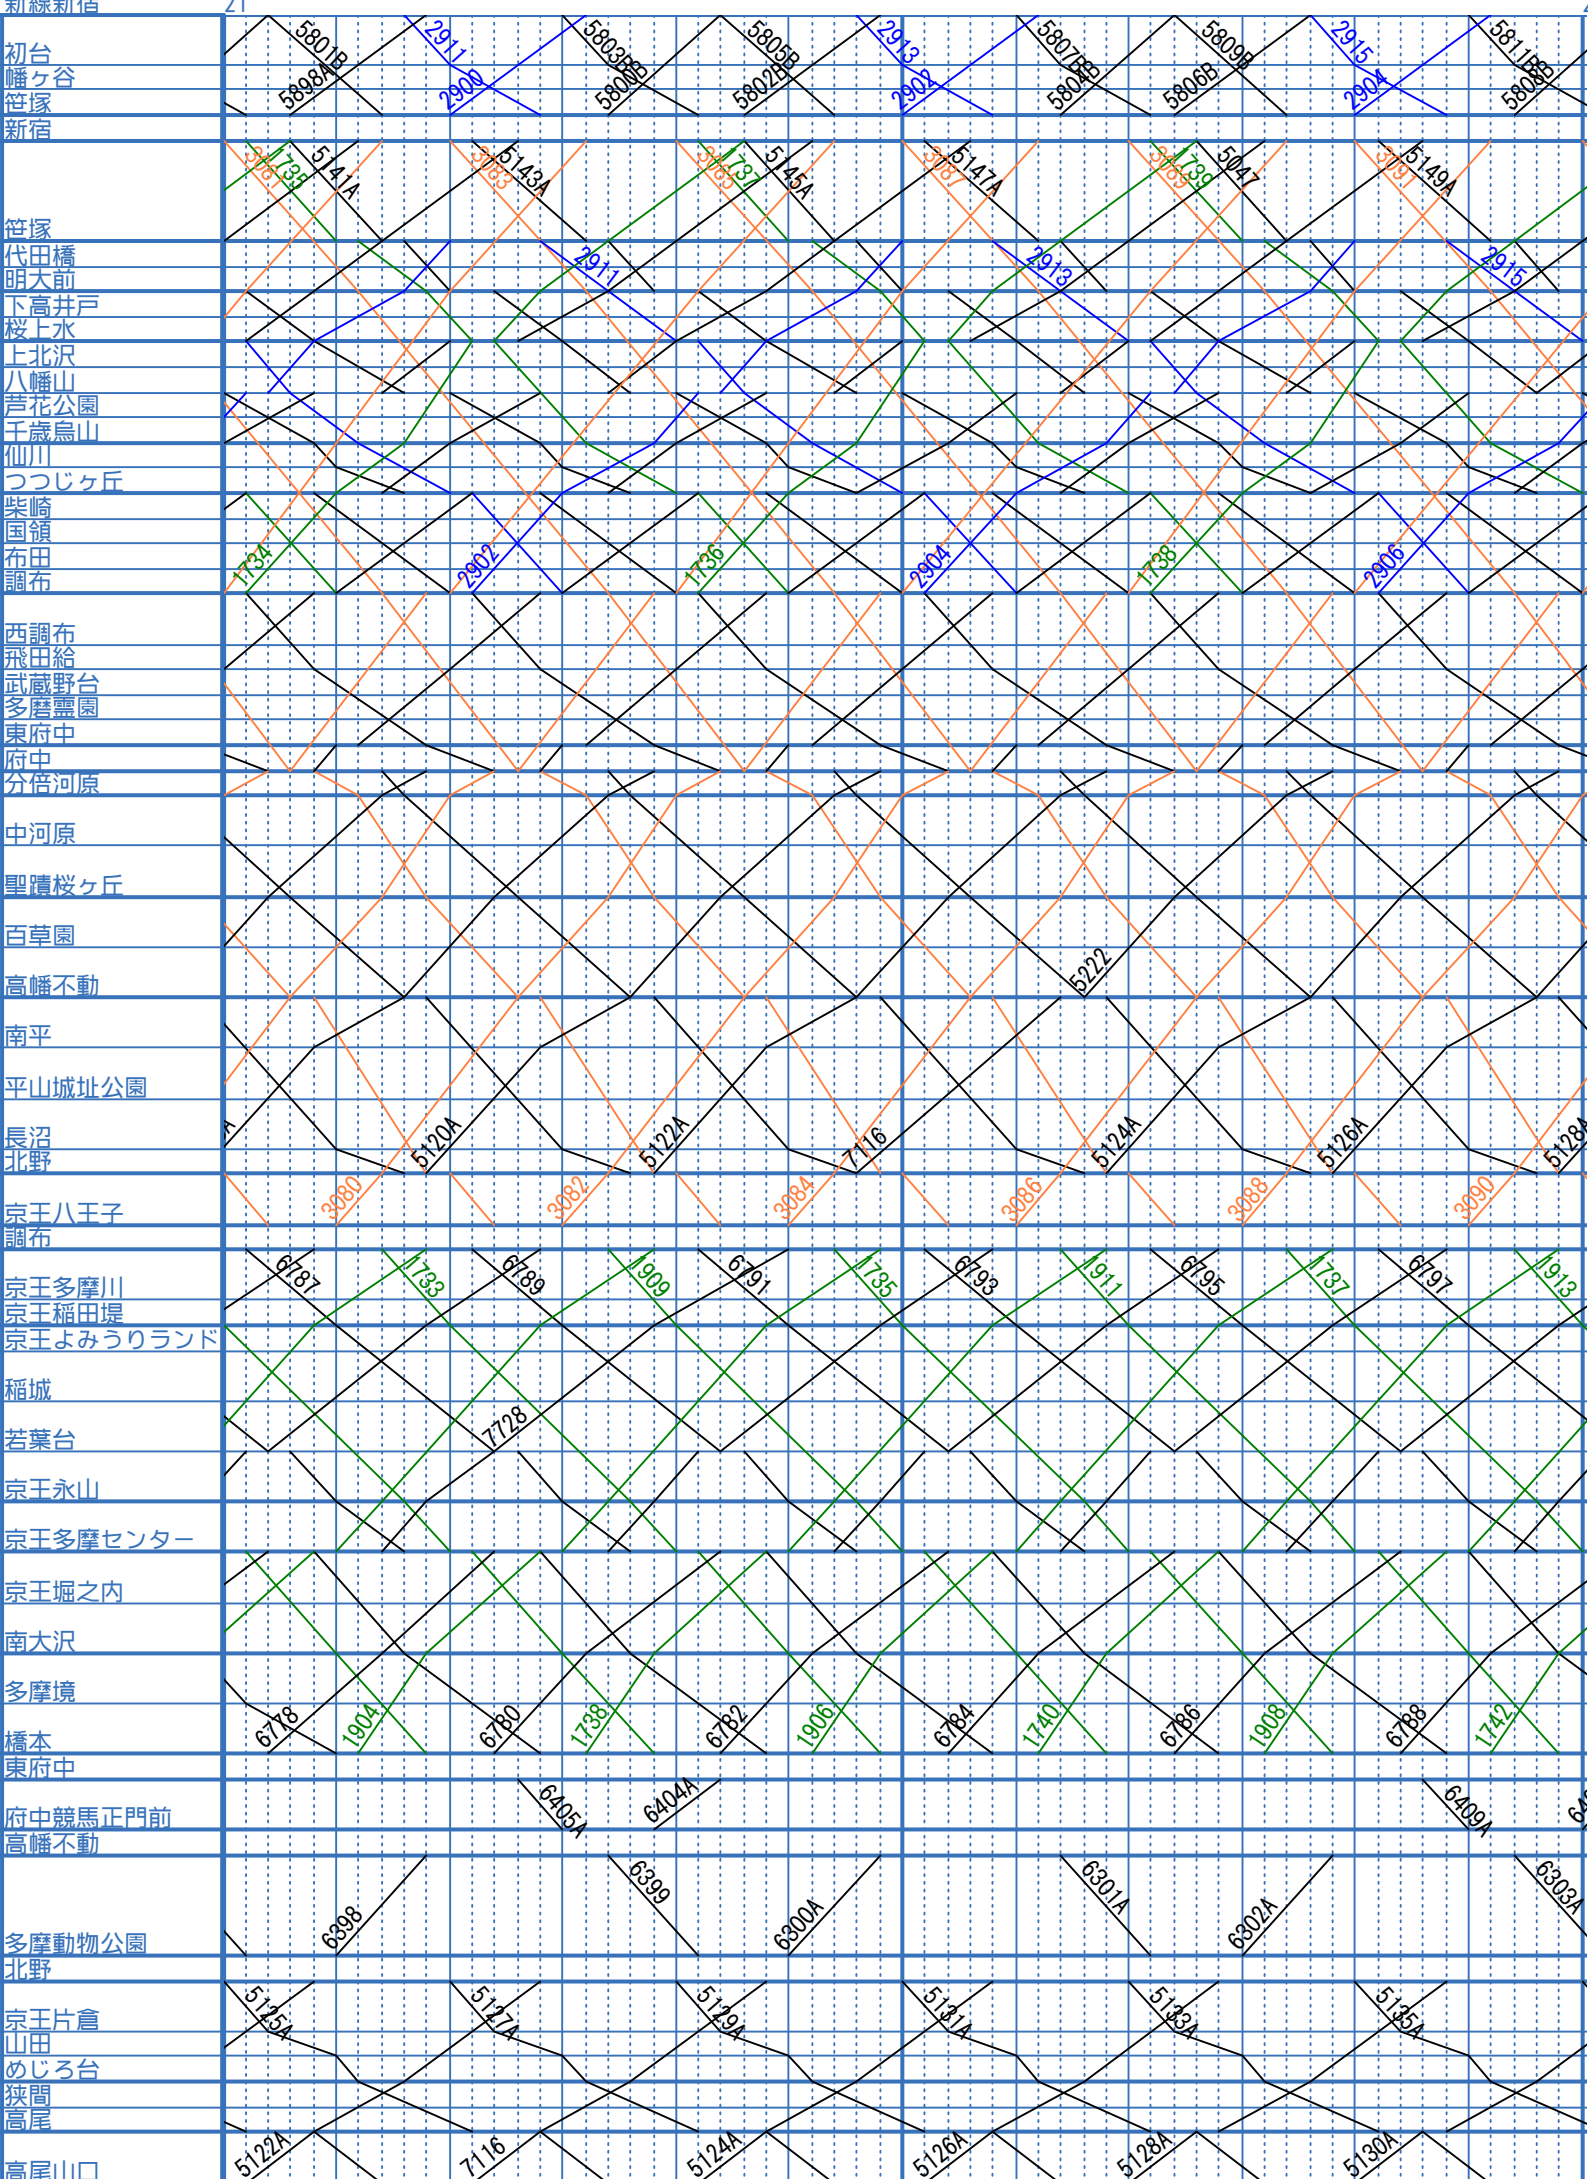 新線新宿 21
5801B 2911 5803B 5805B 2913 5807B 5809B 2915 5811B
初台
幡ヶ谷
5898A 2900 5800B 5802B 2902 5804B 5806B 2904 5808B
笹塚
新宿
3081 1735 5141A 3083 5143A 3085 1737 5145A 3087 5147A 3089 1739 5047 3091 5149A
笹塚
代田橋
2911 2913 2915
明大前
下高井戸
桜上水
上北沢
八幡山
芦花公園
千歳烏山
仙川
つつじヶ丘
柴崎
国領
布田
1734 2902 1736 2904 1738 2906
調布
西調布
飛田給
武蔵野台
多磨霊園
東府中
府中
分倍河原
中河原
聖蹟桜ヶ丘
百草園
5222
高幡不動
南平
平山城址公園
長沼
A 5120A 5122A 7116 5124A 5126A 5128A
北野
3080 3082 3084 3086 3088 3090
京王八王子
調布
6787 1733 6789 1909 6791 1735 6793 1911 6795 1737 6797 1913
京王多摩川
京王稲田堤
京王よみうりランド
稲城
7728
若葉台
京王永山
京王多摩センター
京王堀之内
南大沢
多摩境
6778 1904 6780 1738 6782 1906 6784 1740 6786 1908 6788 1742
橋本
東府中
6405A 6404A 6409A
府中競馬正門前
高幡不動
6398 6399 6300A 6301A 6302A 6303A
多摩動物公園
北野
5125A 5127A 5129A 5131A 5133A 5135A
京王片倉
山田
めじろ台
狭間
高尾
5122A 7116 5124A 5126A 5128A 5130A
高尾山口